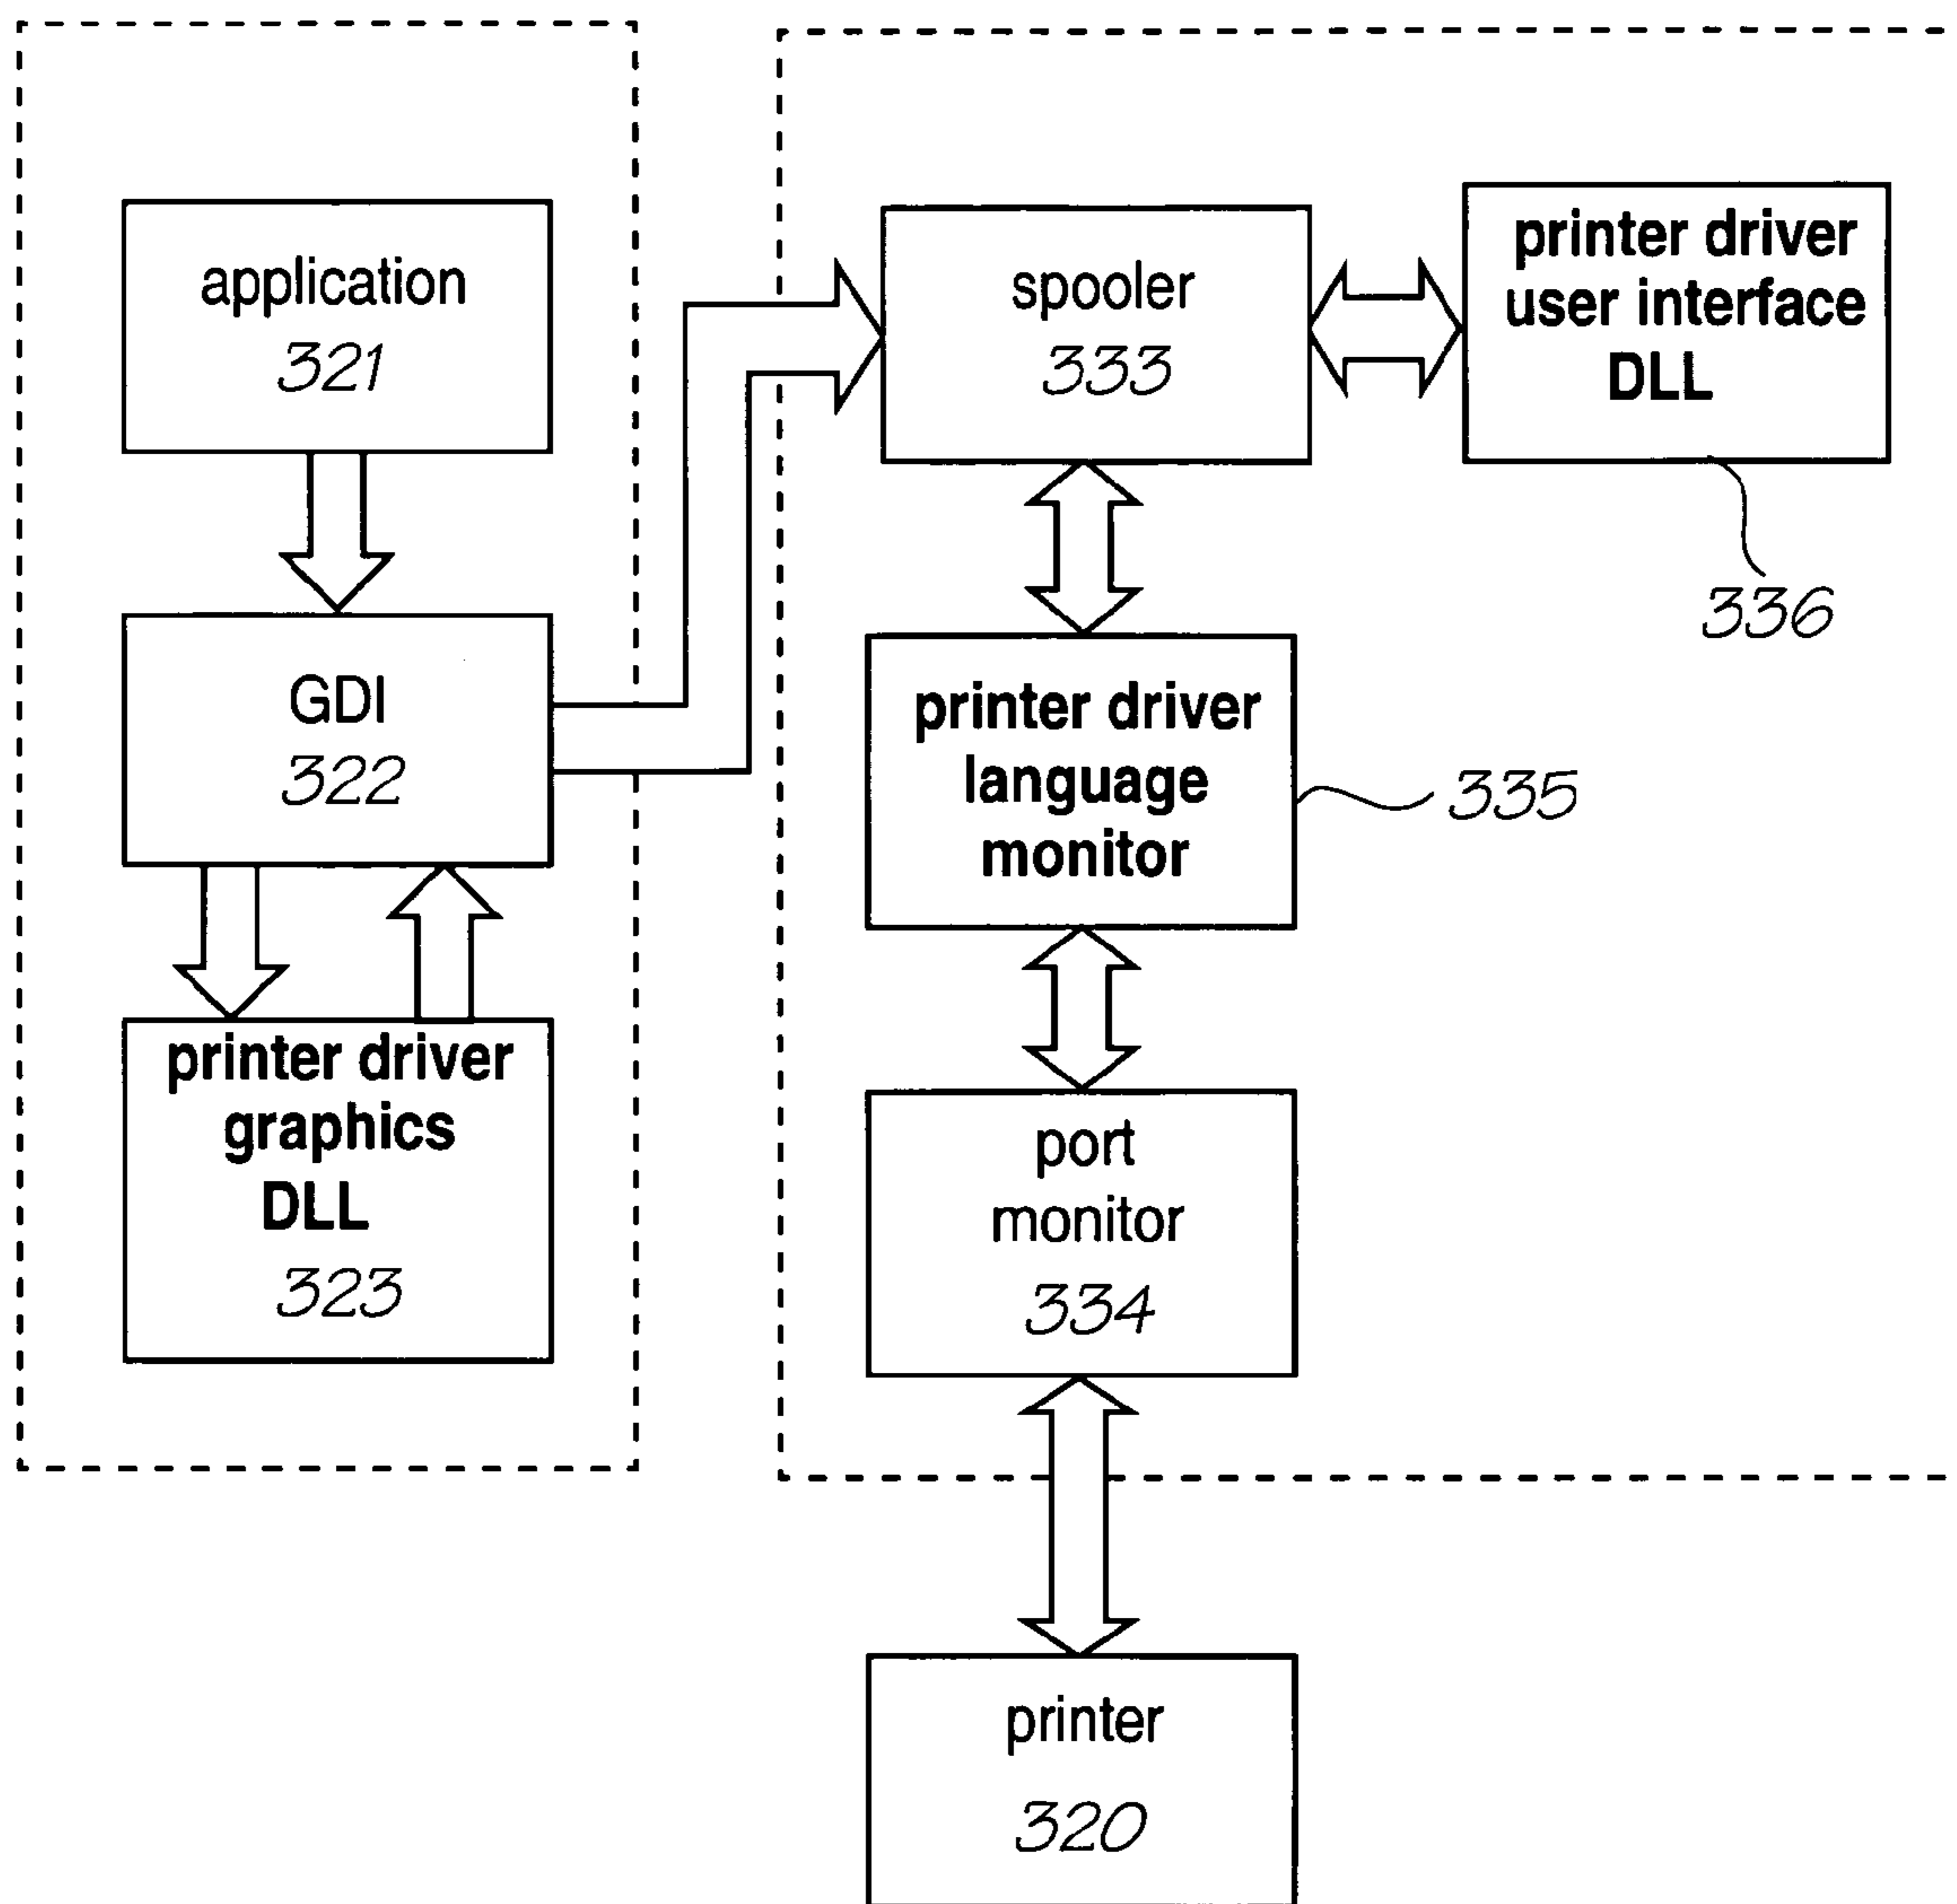 application
321
GDI
322
printer driver
graphics
DLL
323
spooler
333
printer driver
user interface
DLL
336
printer driver
language
monitor
335
port
monitor
334
printer
320